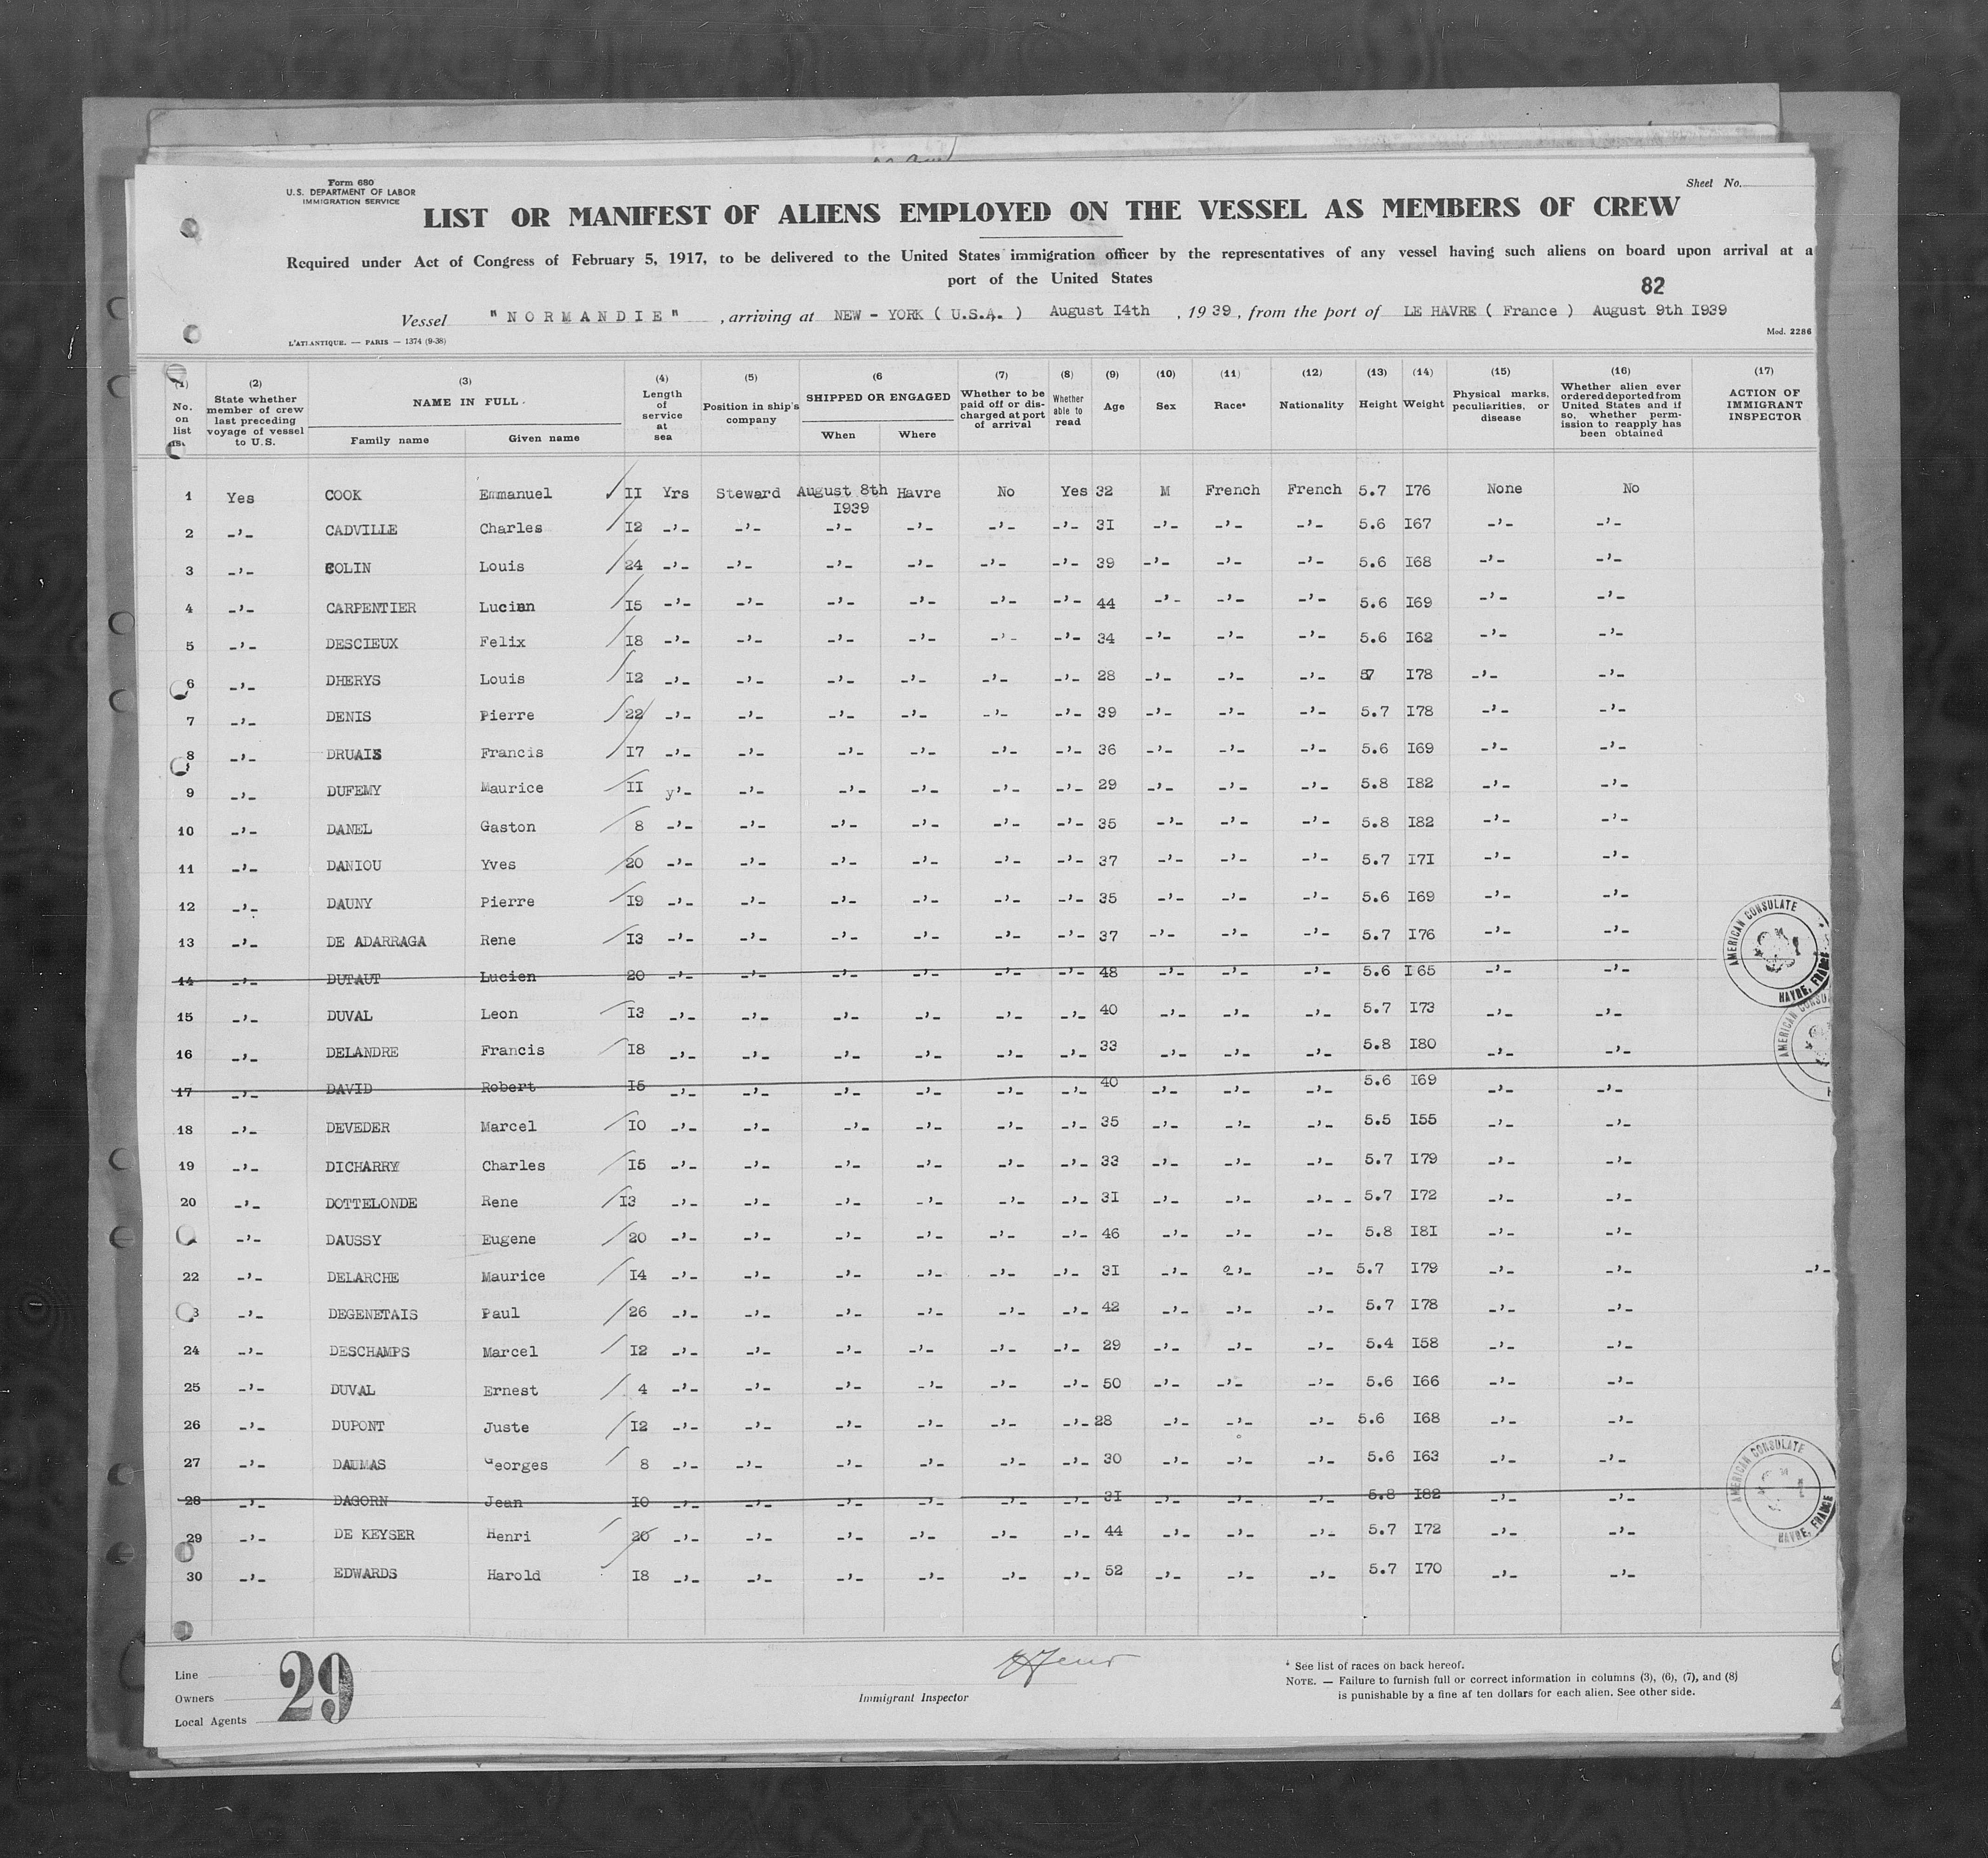 Form 680
U.S. DEPARTMENT OF LABOR
IMMIGRATION SERVICE
Sheet No.
LIST OR MANIFEST OF ALIENS EMPLOYED ON THE VESSEL AS MEMBERS OF CREW
Required under Act of Congress of February 5, 1917, to be delivered to the United States immigration officer by the representatives of any vessel having such aliens on board upon arrival at a
port of the United States
82
Vessel "NORMANDIE" , arriving at NEW - YORK ( U.S.A. ) August I4th , 1939, from the port of LE HAVRE ( France ) August 9th I939
L'ATLANTIQUE. — PARIS — 1374 (9-38)
Mod. 2286
(1) No. on list
(2) State whether member of crew last preceding voyage of vessel to U.S.
(3) NAME IN FULL
Family name Given name
(4) Length of service at sea
(5) Position in ship's company
(6 SHIPPED OR ENGAGED
When Where
(7) Whether to be paid off or dis- charged at port of arrival
(8) Whether able to read
(9) Age
(10) Sex
(11) Race*
(12) Nationality
(13) Height
(14) Weight
(15) Physical marks, peculiarities, or disease
(16) Whether alien ever ordered deported from United States and if so, whether perm- ission to reapply has been obtained
(17) ACTION OF IMMIGRANT INSPECTOR
1 Yes COOK Emmanuel II Yrs Steward August 8th I939 Havre No Yes 32 M French French 5.7 I76 None No
2 -'- CADVILLE Charles I2 -'- -'- -'- -'- -'- -'- 3I -'- -'- -'- 5.6 I67 -'- -'-
3 -'- COLIN Louis 24 -'- -'- -'- -'- -'- -'- 39 -'- -'- -'- 5.6 I68 -'- -'-
4 -'- CARPENTIER Lucien I5 -'- -'- -'- -'- -'- -'- 44 -'- -'- -'- 5.6 I69 -'- -'-
5 -'- DESCIEUX Felix I8 -'- -'- -'- -'- -'- -'- 34 -'- -'- -'- 5.6 I62 -'- -'-
6 -'- DHERYS Louis I2 -'- -'- -'- -'- -'- -'- 28 -'- -'- -'- 57 I78 -'- -'-
7 -'- DENIS Pierre 22 -'- -'- -'- -'- -'- -'- 39 -'- -'- -'- 5.7 I78 -'- -'-
8 -'- DRUAIS Francis I7 -'- -'- -'- -'- -'- -'- 36 -'- -'- -'- 5.6 I69 -'- -'-
9 -'- DUFEMY Maurice II y'- -'- -'- -'- -'- -'- 29 -'- -'- -'- 5.8 I82 -'- -'-
10 -'- DANEL Gaston 8 -'- -'- -'- -'- -'- -'- 35 -'- -'- -'- 5.8 I82 -'- -'-
11 -'- DANIOU Yves 20 -'- -'- -'- -'- -'- -'- 37 -'- -'- -'- 5.7 I7I -'- -'-
12 -'- DAUNY Pierre I9 -'- -'- -'- -'- -'- -'- 35 -'- -'- -'- 5.6 I69 -'- -'-
13 -'- DE ADARRAGA Rene I3 -'- -'- -'- -'- -'- -'- 37 -'- -'- -'- 5.7 I76 -'- -'-
14 -'- DUTAUT Lucien 20 -'- -'- -'- -'- -'- -'- 48 -'- -'- -'- 5.6 I65 -'- -'-
15 -'- DUVAL Leon I3 -'- -'- -'- -'- -'- -'- 40 -'- -'- -'- 5.7 I73 -'- -'-
16 -'- DELANDRE Francis I8 -'- -'- -'- -'- -'- -'- 33 -'- -'- -'- 5.8 I80 -'- -'-
17 -'- DAVID Robert I5 -'- -'- -'- -'- -'- -'- 40 -'- -'- -'- 5.6 I69 -'- -'-
18 -'- DEVEDER Marcel I0 -'- -'- -'- -'- -'- -'- 35 -'- -'- -'- 5.5 I55 -'- -'-
19 -'- DICHARRY Charles I5 -'- -'- -'- -'- -'- -'- 33 -'- -'- -'- 5.7 I79 -'- -'-
20 -'- DOTTELONDE Rene I3 -'- -'- -'- -'- -'- -'- 3I -'- -'- -'- - 5.7 I72 -'- -'-
-'- DAUSSY Eugene 20 -'- -'- -'- -'- -'- -'- 46 -'- -'- -'- 5.8 I8I -'- -'-
22 -'- DELARCHE Maurice I4 -'- -'- -'- -'- -'- -'- 3I -'- -'- -'- 5.7 I79 -'- -'- -'-
3 -'- DEGENETAIS Paul 26 -'- -'- -'- -'- -'- -'- 42 -'- -'- -'- 5.7 I78 -'- -'-
24 -'- DESCHAMPS Marcel I2 -'- -'- -'- -'- -'- -'- 29 -'- -'- -'- 5.4 I58 -'- -'-
25 -'- DUVAL Ernest 4 -'- -'- -'- -'- -'- -'- 50 -'- -'- -'- 5.6 I66 -'- -'-
26 -'- DUPONT Juste I2 -'- -'- -'- -'- -'- -'- 28 -'- -'- -'- 5.6 I68 -'- -'-
27 -'- DAUMAS Georges 8 -'- -'- -'- -'- -'- -'- 30 -'- -'- -'- 5.6 I63 -'- -'-
28 -'- DAGORN Jean I0 -'- -'- -'- -'- -'- -'- 3I -'- -'- -'- 5.8 I82 -'- -'-
29 -'- DE KEYSER Henri 20 -'- -'- -'- -'- -'- -'- 44 -'- -'- -'- 5.7 I72 -'- -'-
30 -'- EDWARDS Harold I8 -'- -'- -'- -'- -'- -'- 52 -'- -'- -'- 5.7 I70 -'- -'-
AMERICAN CONSULATE
HAVRE, FRANCE
AMERICAN CONSU
AMERICAN CONSULATE
HAVRE, FRANCE
Line
Owners
Local Agents
29
Immigrant Inspector
* See list of races on back hereof.
NOTE. — Failure to furnish full or correct information in columns (3), (6), (7), and (8)
is punishable by a fine af ten dollars for each alien. See other side.